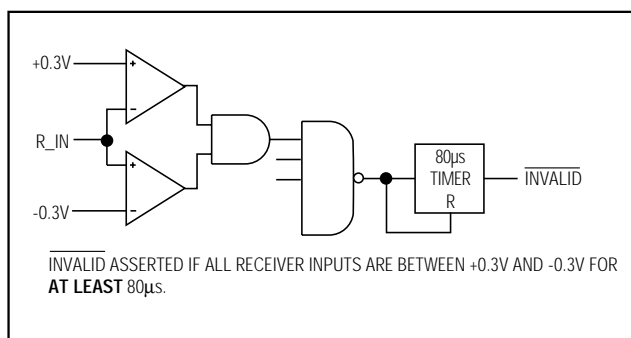 +0.3V
+
-
R_IN
+
-
-0.3V
80µs
TIMER
R
INVALID
INVALID ASSERTED IF ALL RECEIVER INPUTS ARE BETWEEN +0.3V AND -0.3V FOR
AT LEAST 80µs.